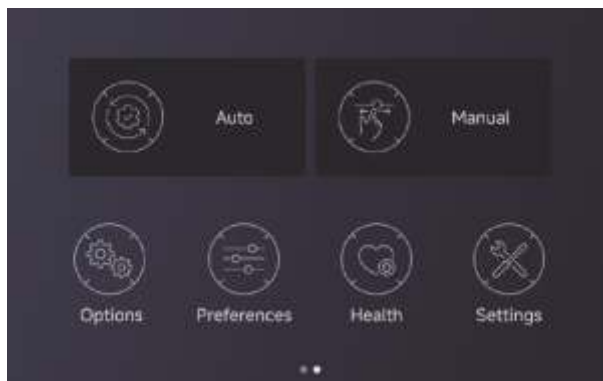 Auto
Manual
Options
Preferences
Health
Settings